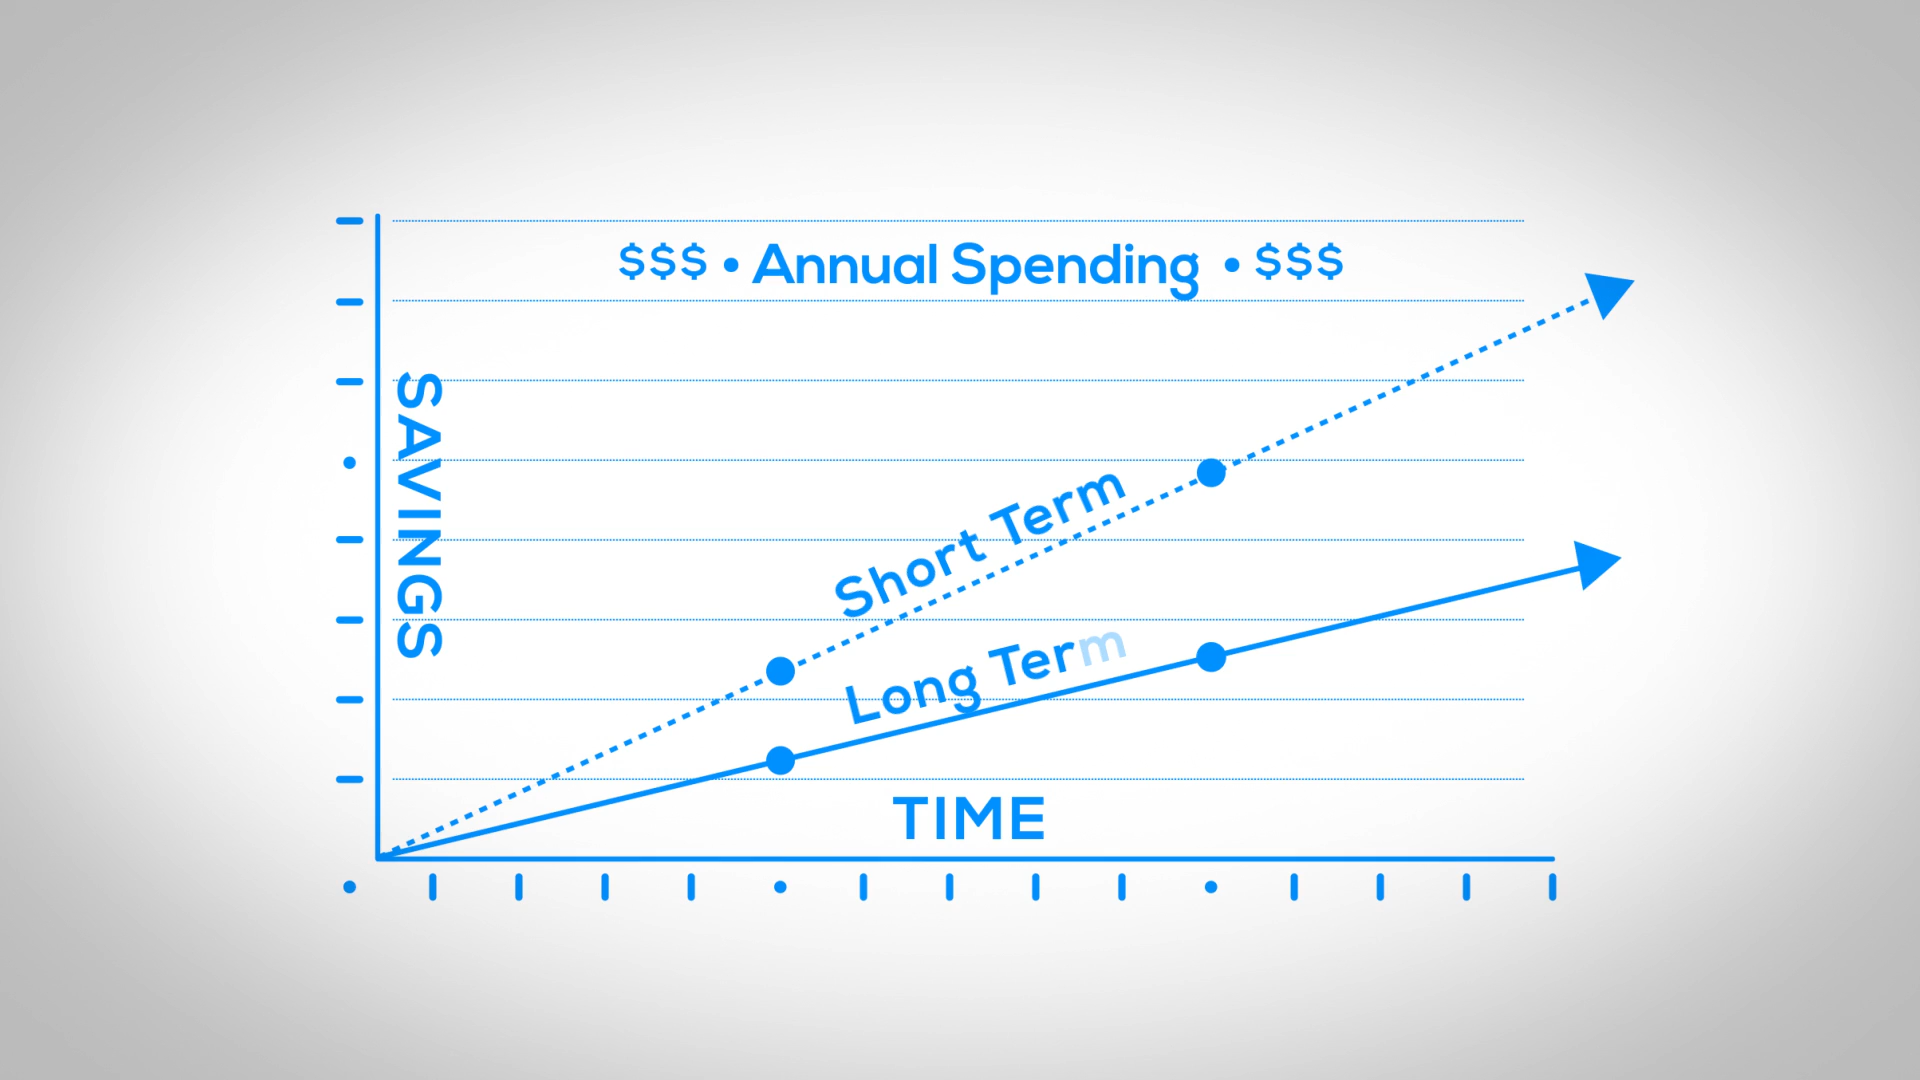 $$$ • Annual Spending • $$$
SAVINGS
Short Term
Long Term
TIME